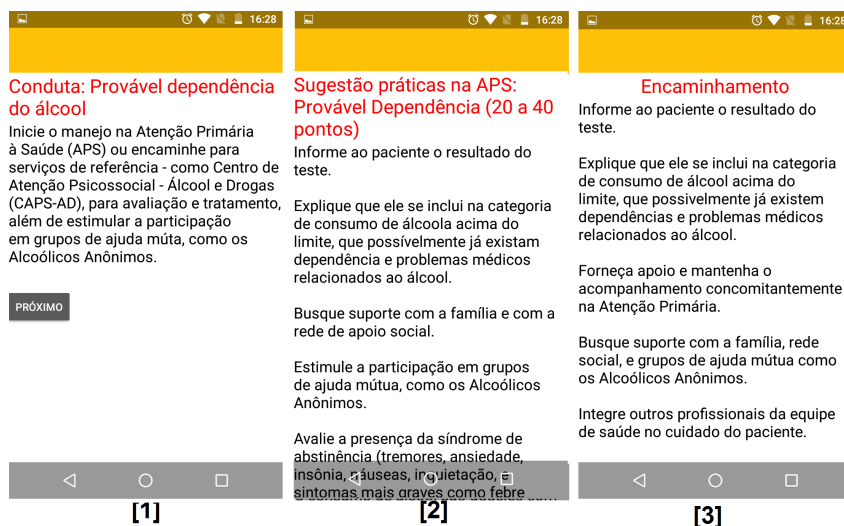 16:28
Conduta: Provável dependência
do álcool
Inicie o manejo na Atenção Primária
à Saúde (APS) ou encaminhe para
serviços de referência - como Centro de
Atenção Psicossocial - Álcool e Drogas
(CAPS-AD), para avaliação e tratamento,
além de estimular a participação
em grupos de ajuda múta, como os
Alcoólicos Anônimos.
PRÓXIMO
[1]
16:28
Sugestão práticas na APS:
Provável Dependência (20 a 40
pontos)
Informe ao paciente o resultado do
teste.
Explique que ele se inclui na categoria
de consumo de álcoola acima do
limite, que possívelmente já existam
dependência e problemas médicos
relacionados ao álcool.
Busque suporte com a família e com a
rede de apoio social.
Estimule a participação em grupos
de ajuda mútua, como os Alcoólicos
Anônimos.
Avalie a presença da síndrome de
abstinência (tremores, ansiedade,
insônia, náuseas, inquietação, e
sintomas mais graves como febre
[2]
16:28
Encaminhamento
Informe ao paciente o resultado do
teste.
Explique que ele se inclui na categoria
de consumo de álcool acima do
limite, que possivelmente já existem
dependências e problemas médicos
relacionados ao álcool.
Forneça apoio e mantenha o
acompanhamento concomitantemente
na Atenção Primária.
Busque suporte com a família, rede
social, e grupos de ajuda mútua como
os Alcoólicos Anônimos.
Integre outros profissionais da equipe
de saúde no cuidado do paciente.
[3]